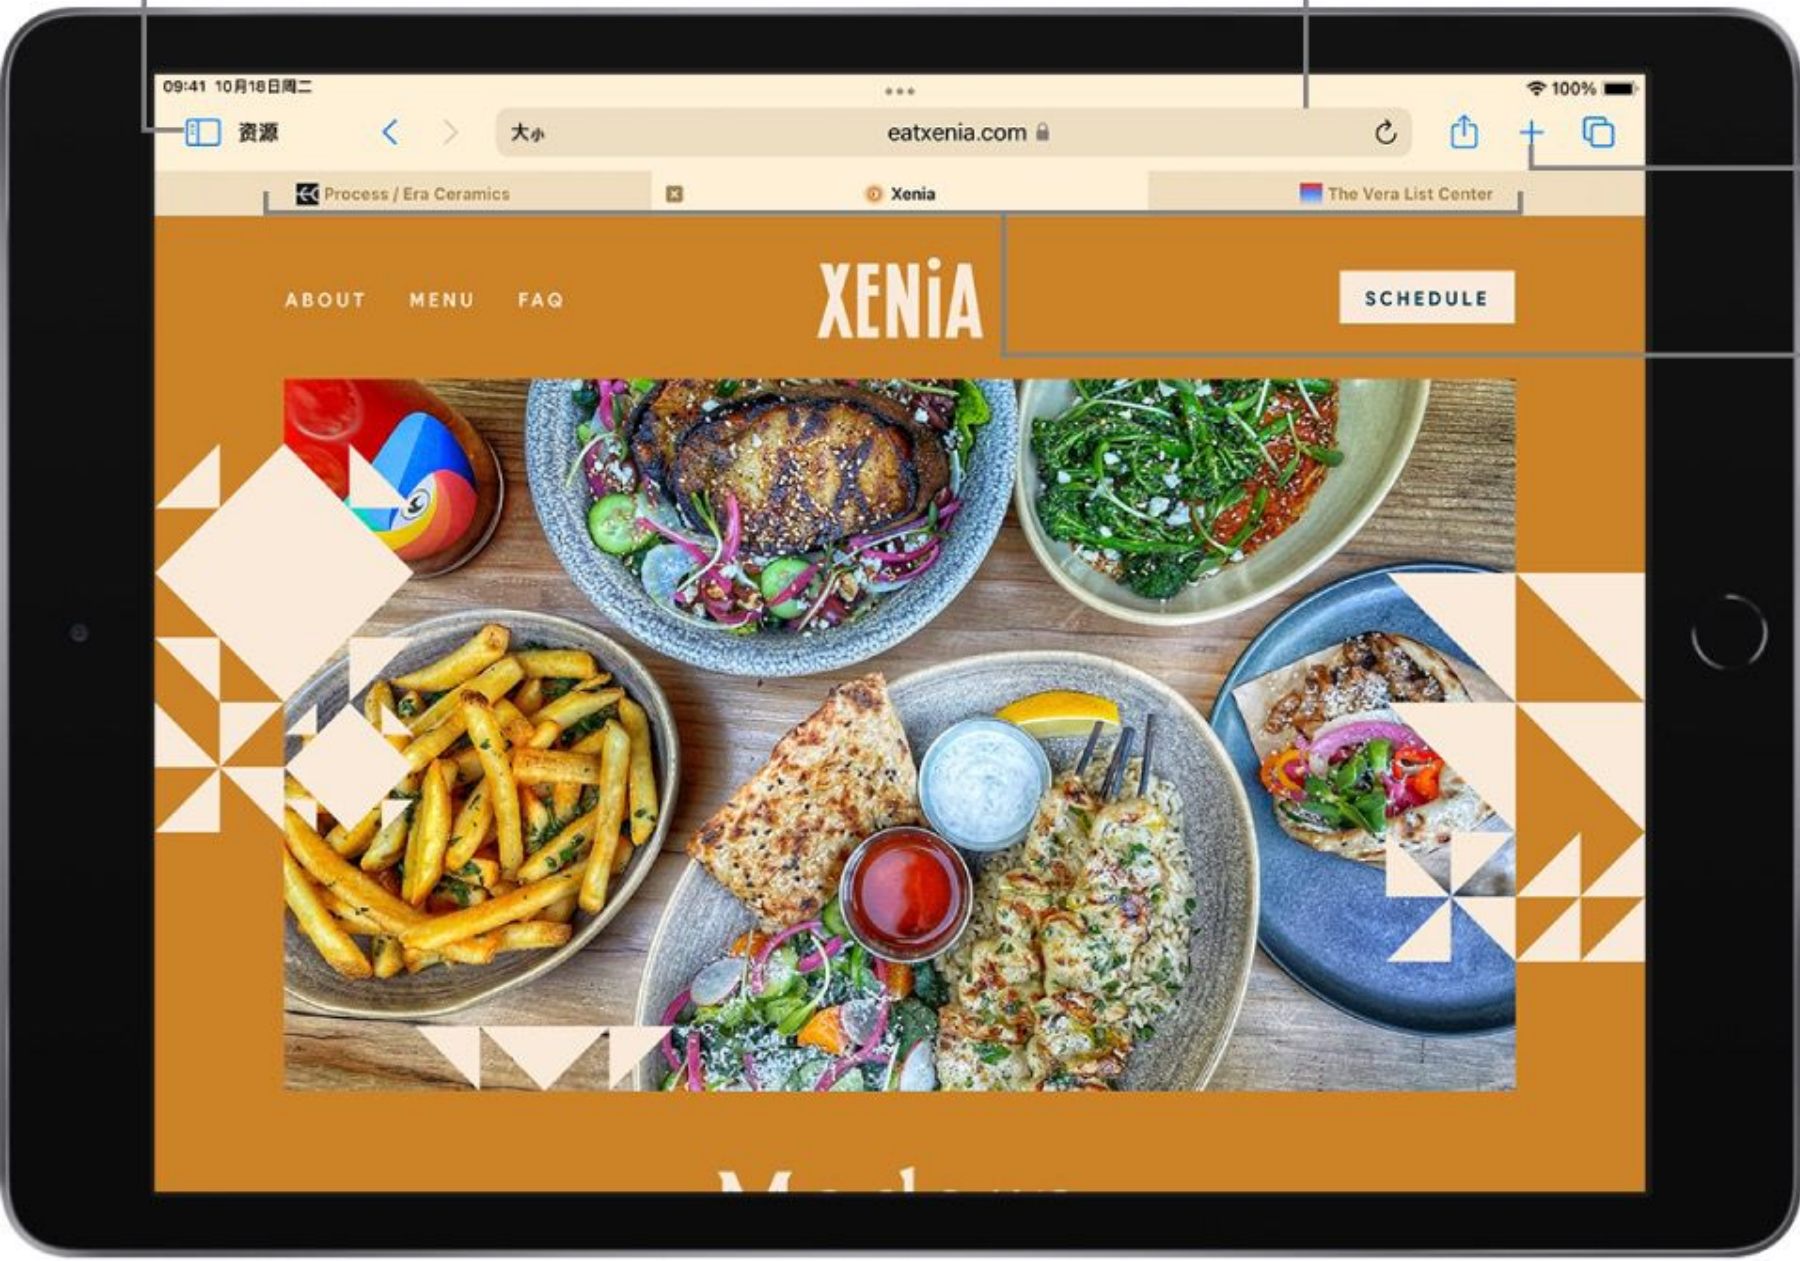 09:41 10月18日周二
100%
资源
大小
eatxenia.com
Process / Era Ceramics
Xenia
The Vera List Center
ABOUT MENU FAQ
XENiA
SCHEDULE